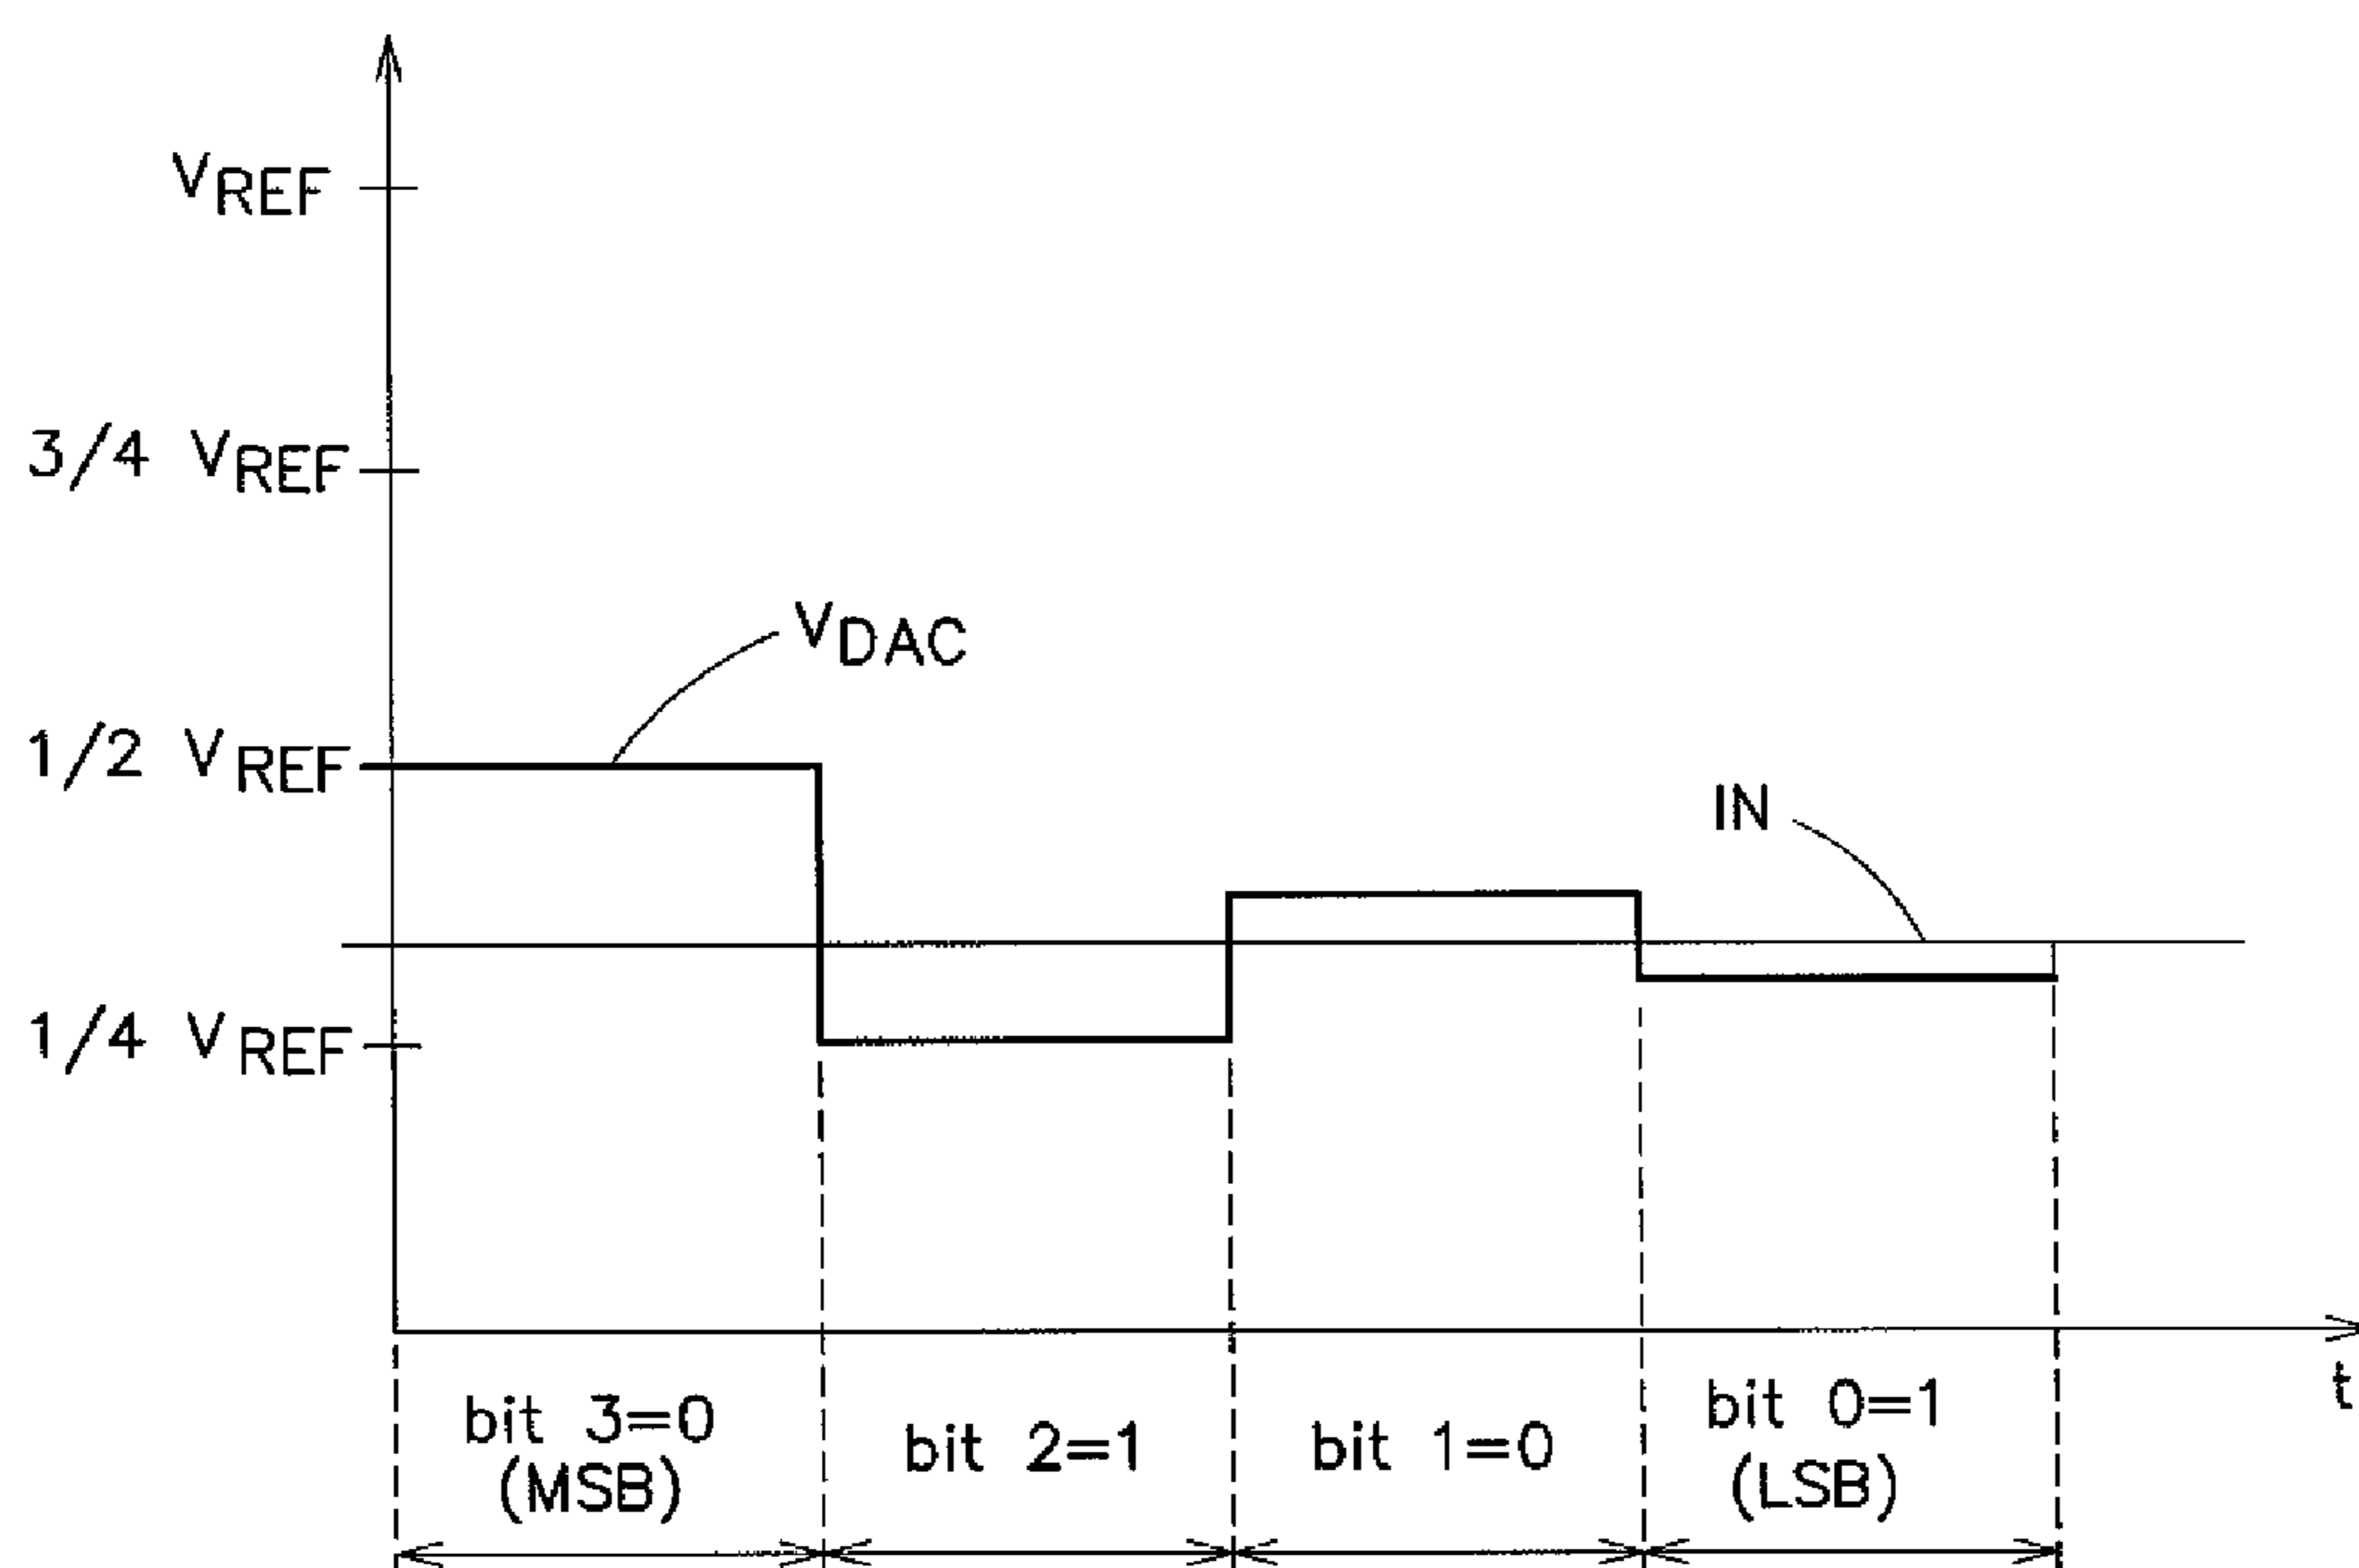 VREF
3/4 VREF
VDAC
1/2 VREF
IN
1/4 VREF
t
bit 3=0
(MSB)
bit 2=1
bit 1=0
bit 0=1
(LSB)